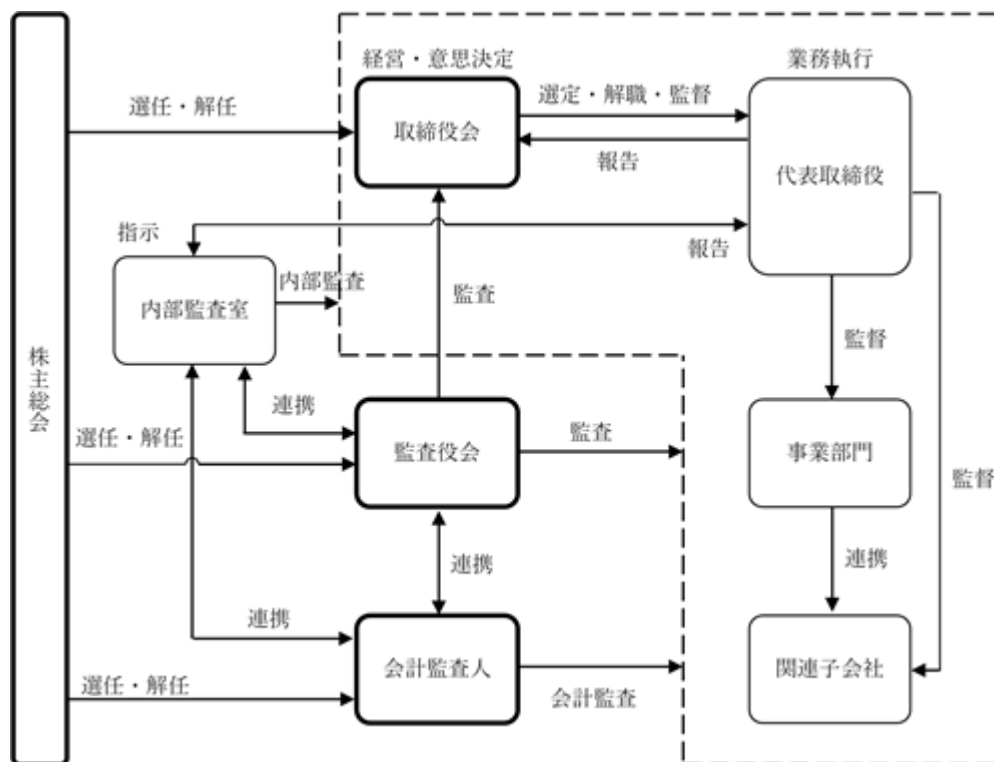 経営・意思決定
業務執行
選任・解任
取締役会
選定・解職・監督
報告
代表取締役
指示
報告
内部監査室
内部監査
監査
監督
株主総会
連携
選任・解任
監査役会
監査
事業部門
監督
連携
連携
連携
選任・解任
会計監査人
会計監査
関連子会社